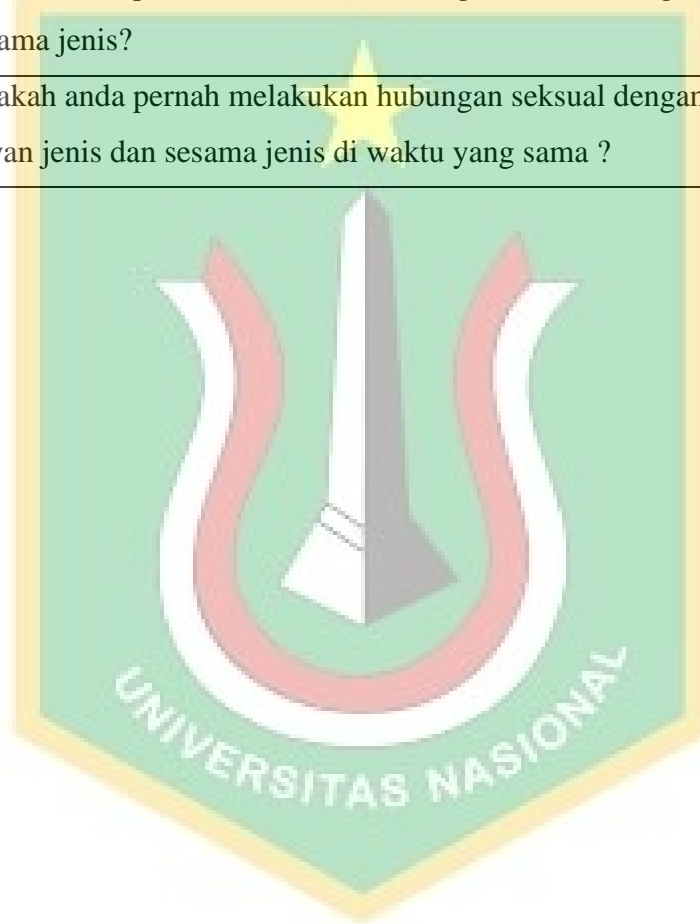 ama jenis?
akah anda pernah melakukan hubungan seksual dengan
an jenis dan sesama jenis di waktu yang sama ?
UNIVERSITAS NASIONAL